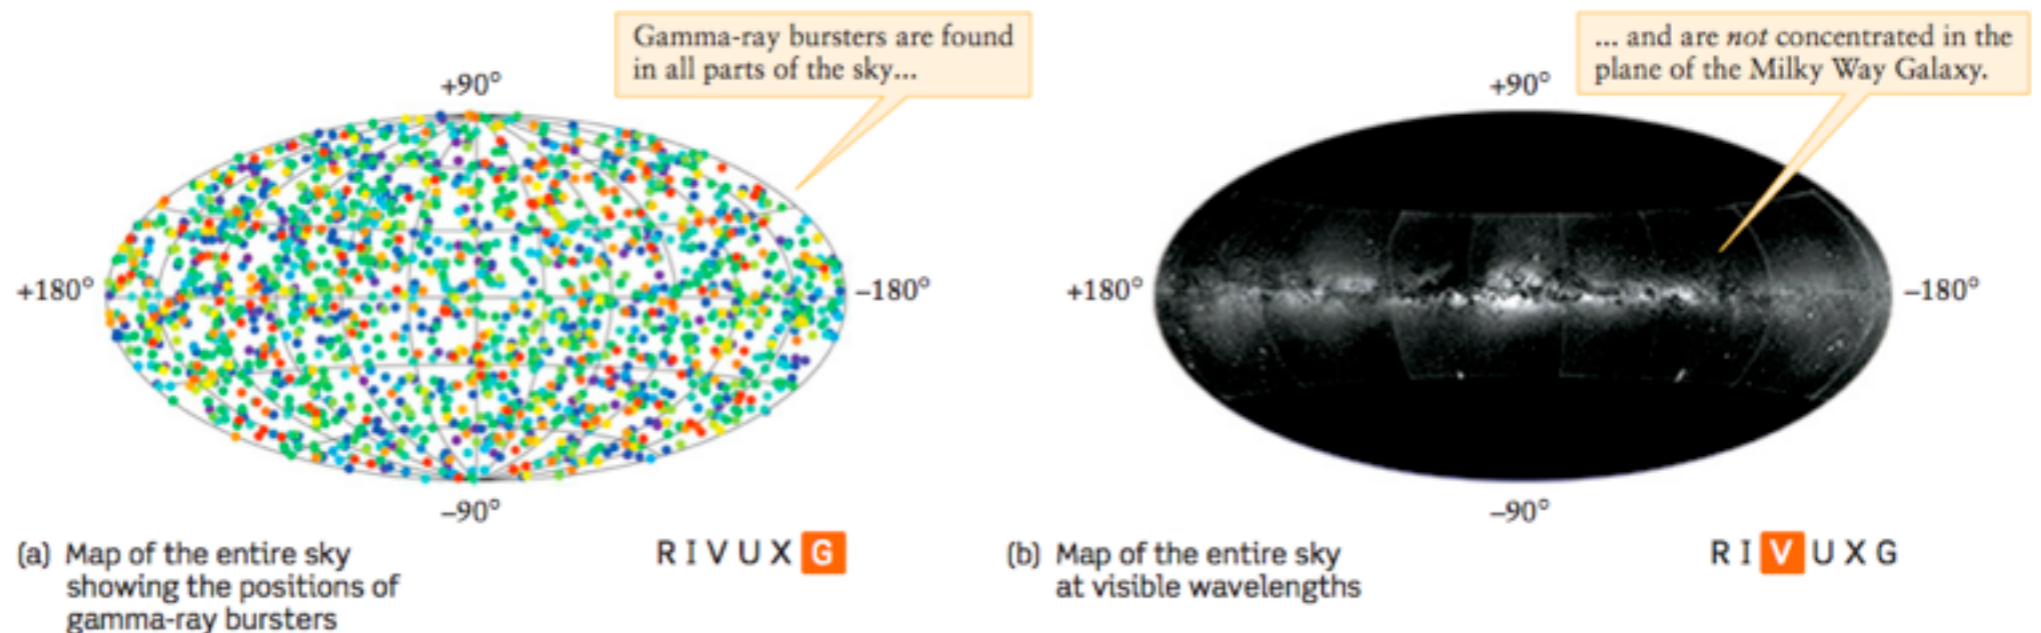 Gamma-ray bursters are found
in all parts of the sky...
+90°
+180°
–180°
–90°
(a) Map of the entire sky
showing the positions of
gamma-ray bursters
R I V U X G
... and are not concentrated in the
plane of the Milky Way Galaxy.
+90°
+180°
–180°
–90°
(b) Map of the entire sky
at visible wavelengths
R I V U X G